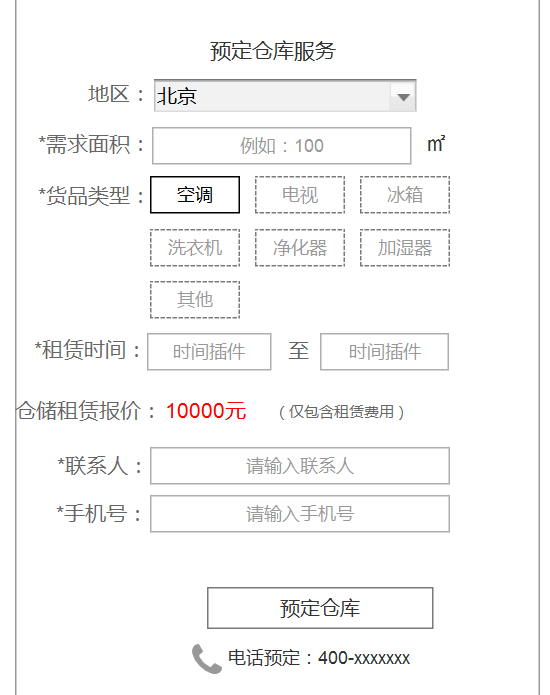 预定仓库服务
地区： 北京
*需求面积： 例如：100 ㎡
*货品类型： 空调 电视 冰箱
洗衣机 净化器 加湿器
其他
*租赁时间： 时间插件 至 时间插件
仓储租赁报价： 10000元 （仅包含租赁费用）
*联系人： 请输入联系人
*手机号： 请输入手机号
预定仓库
电话预定：400-xxxxxxx